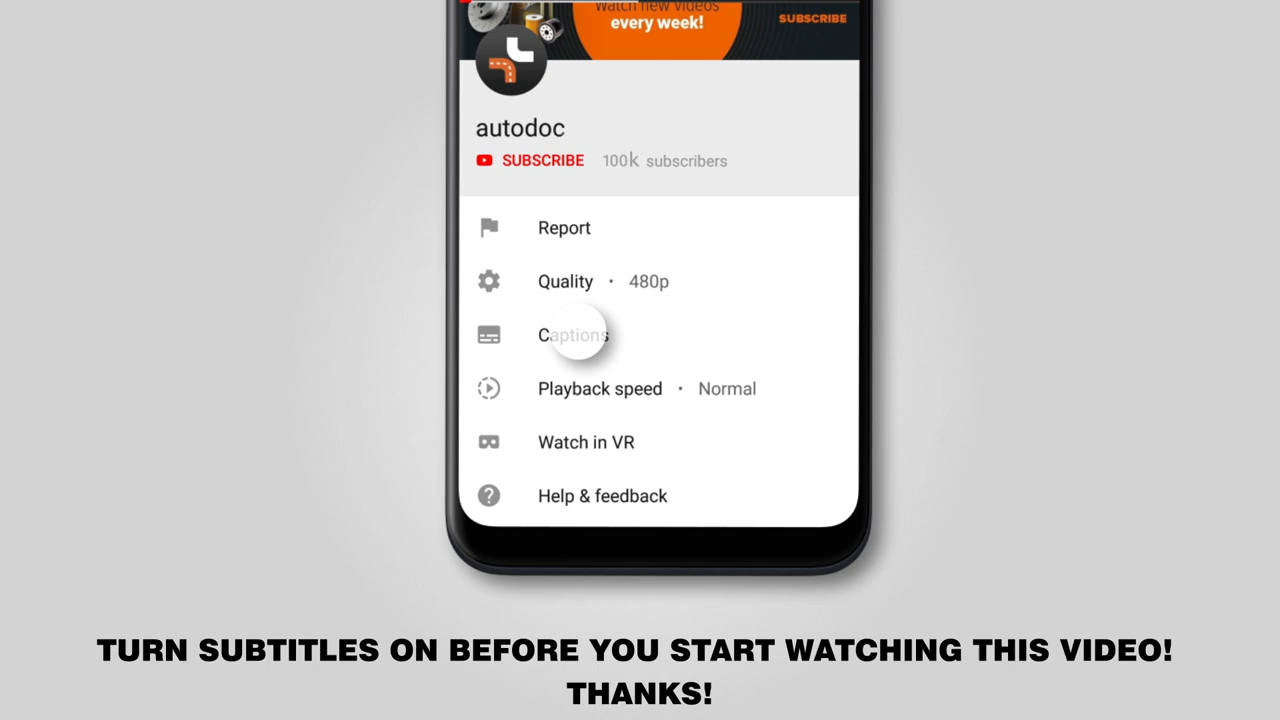 Watch new videos
every week!
SUBSCRIBE
autodoc
SUBSCRIBE 100k subscribers
Report
Quality · 480p
Captions
Playback speed · Normal
Watch in VR
Help & feedback
TURN SUBTITLES ON BEFORE YOU START WATCHING THIS VIDEO!
THANKS!